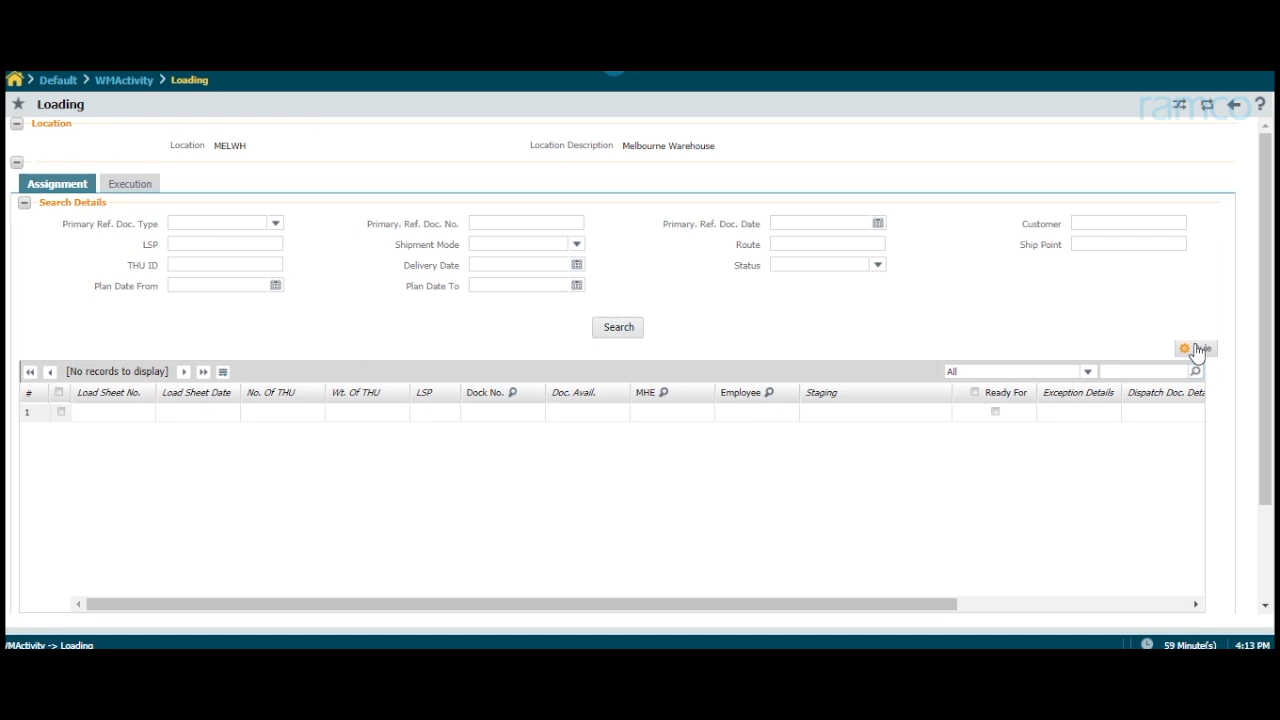 Default > WMActivity > Loading
Loading
ramco
Location
Location MELWH Location Description Melbourne Warehouse
Assignment Execution
Search Details
Primary Ref. Doc. Type Primary. Ref. Doc. No. Primary. Ref. Doc. Date Customer
LSP Shipment Mode Route Ship Point
THU ID Delivery Date Status
Plan Date From Plan Date To
Search
[No records to display] All
# Load Sheet No. Load Sheet Date No. Of THU Wt. Of THU LSP Dock No. Doc. Avail. MHE Employee Staging Ready For Exception Details Dispatch Doc. Deta
1
WMActivity -> Loading 59 Minute(s) 4:13 PM